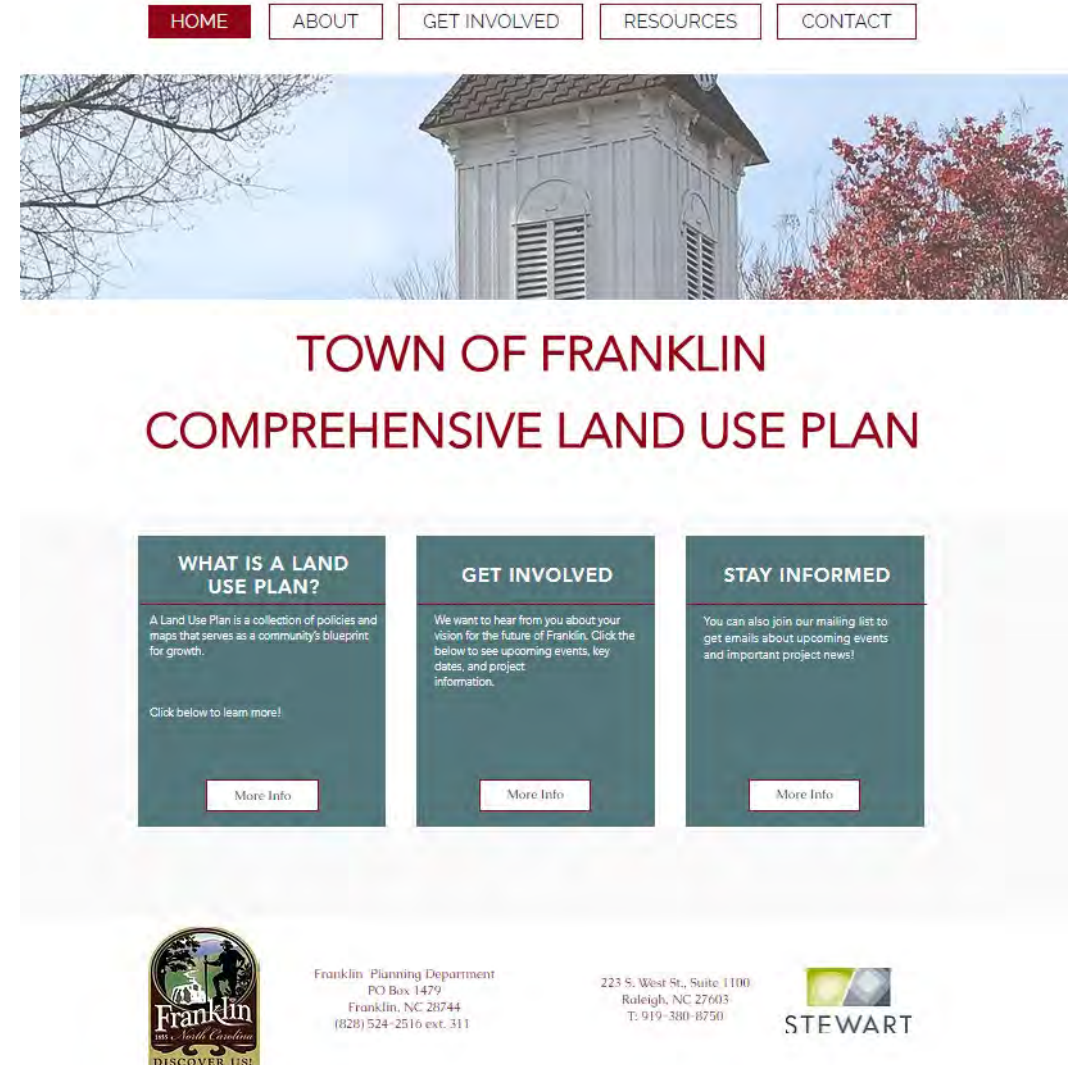 HOME ABOUT GET INVOLVED RESOURCES CONTACT
TOWN OF FRANKLIN
COMPREHENSIVE LAND USE PLAN
WHAT IS A LAND
USE PLAN?
A Land Use Plan is a collection of policies and
maps that serves as a community's blueprint
for growth.
Click below to learn more!
More Info
GET INVOLVED
We want to hear from you about your
vision for the future of Franklin. Click the
below to see upcoming events, key
dates, and project
information.
More Info
STAY INFORMED
You can also join our mailing list to
get emails about upcoming events
and important project news!
More Info
Franklin
1855 North Carolina
DISCOVER US!
Franklin Planning Department
PO Box 1479
Franklin, NC 28744
(828) 524-2516 ext. 311
223 S. West St., Suite 1100
Raleigh, NC 27603
T: 919-380-8750
STEWART